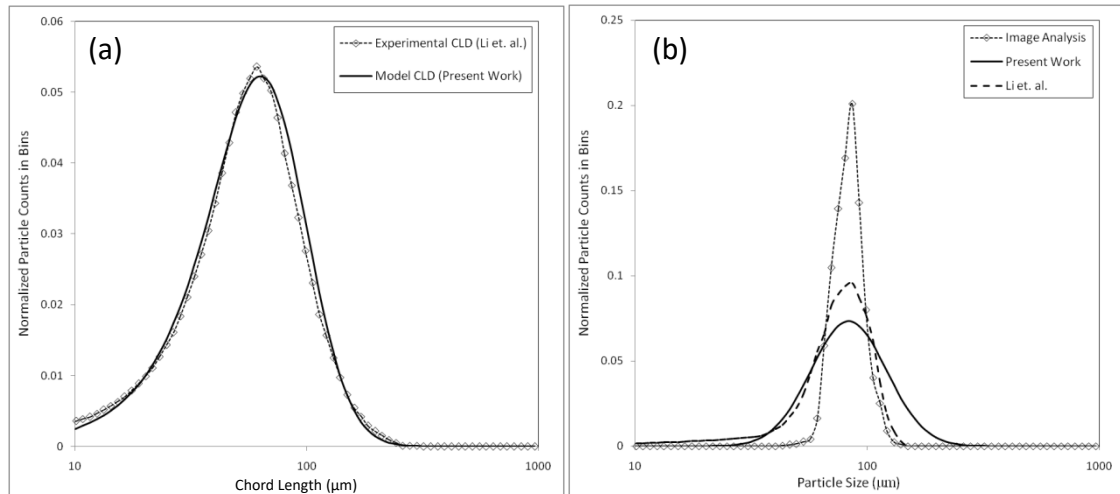 (a)
Experimental CLD (Li et. al.)
Model CLD (Present Work)
Normalized Particle Counts in Bins
0.06
0.05
0.04
0.03
0.02
0.01
0
10
100
1000
Chord Length (μm)
(b)
Image Analysis
Present Work
Li et. al.
Normalized Particle Counts in Bins
0.25
0.2
0.15
0.1
0.05
0
10
100
1000
Particle Size (μm)